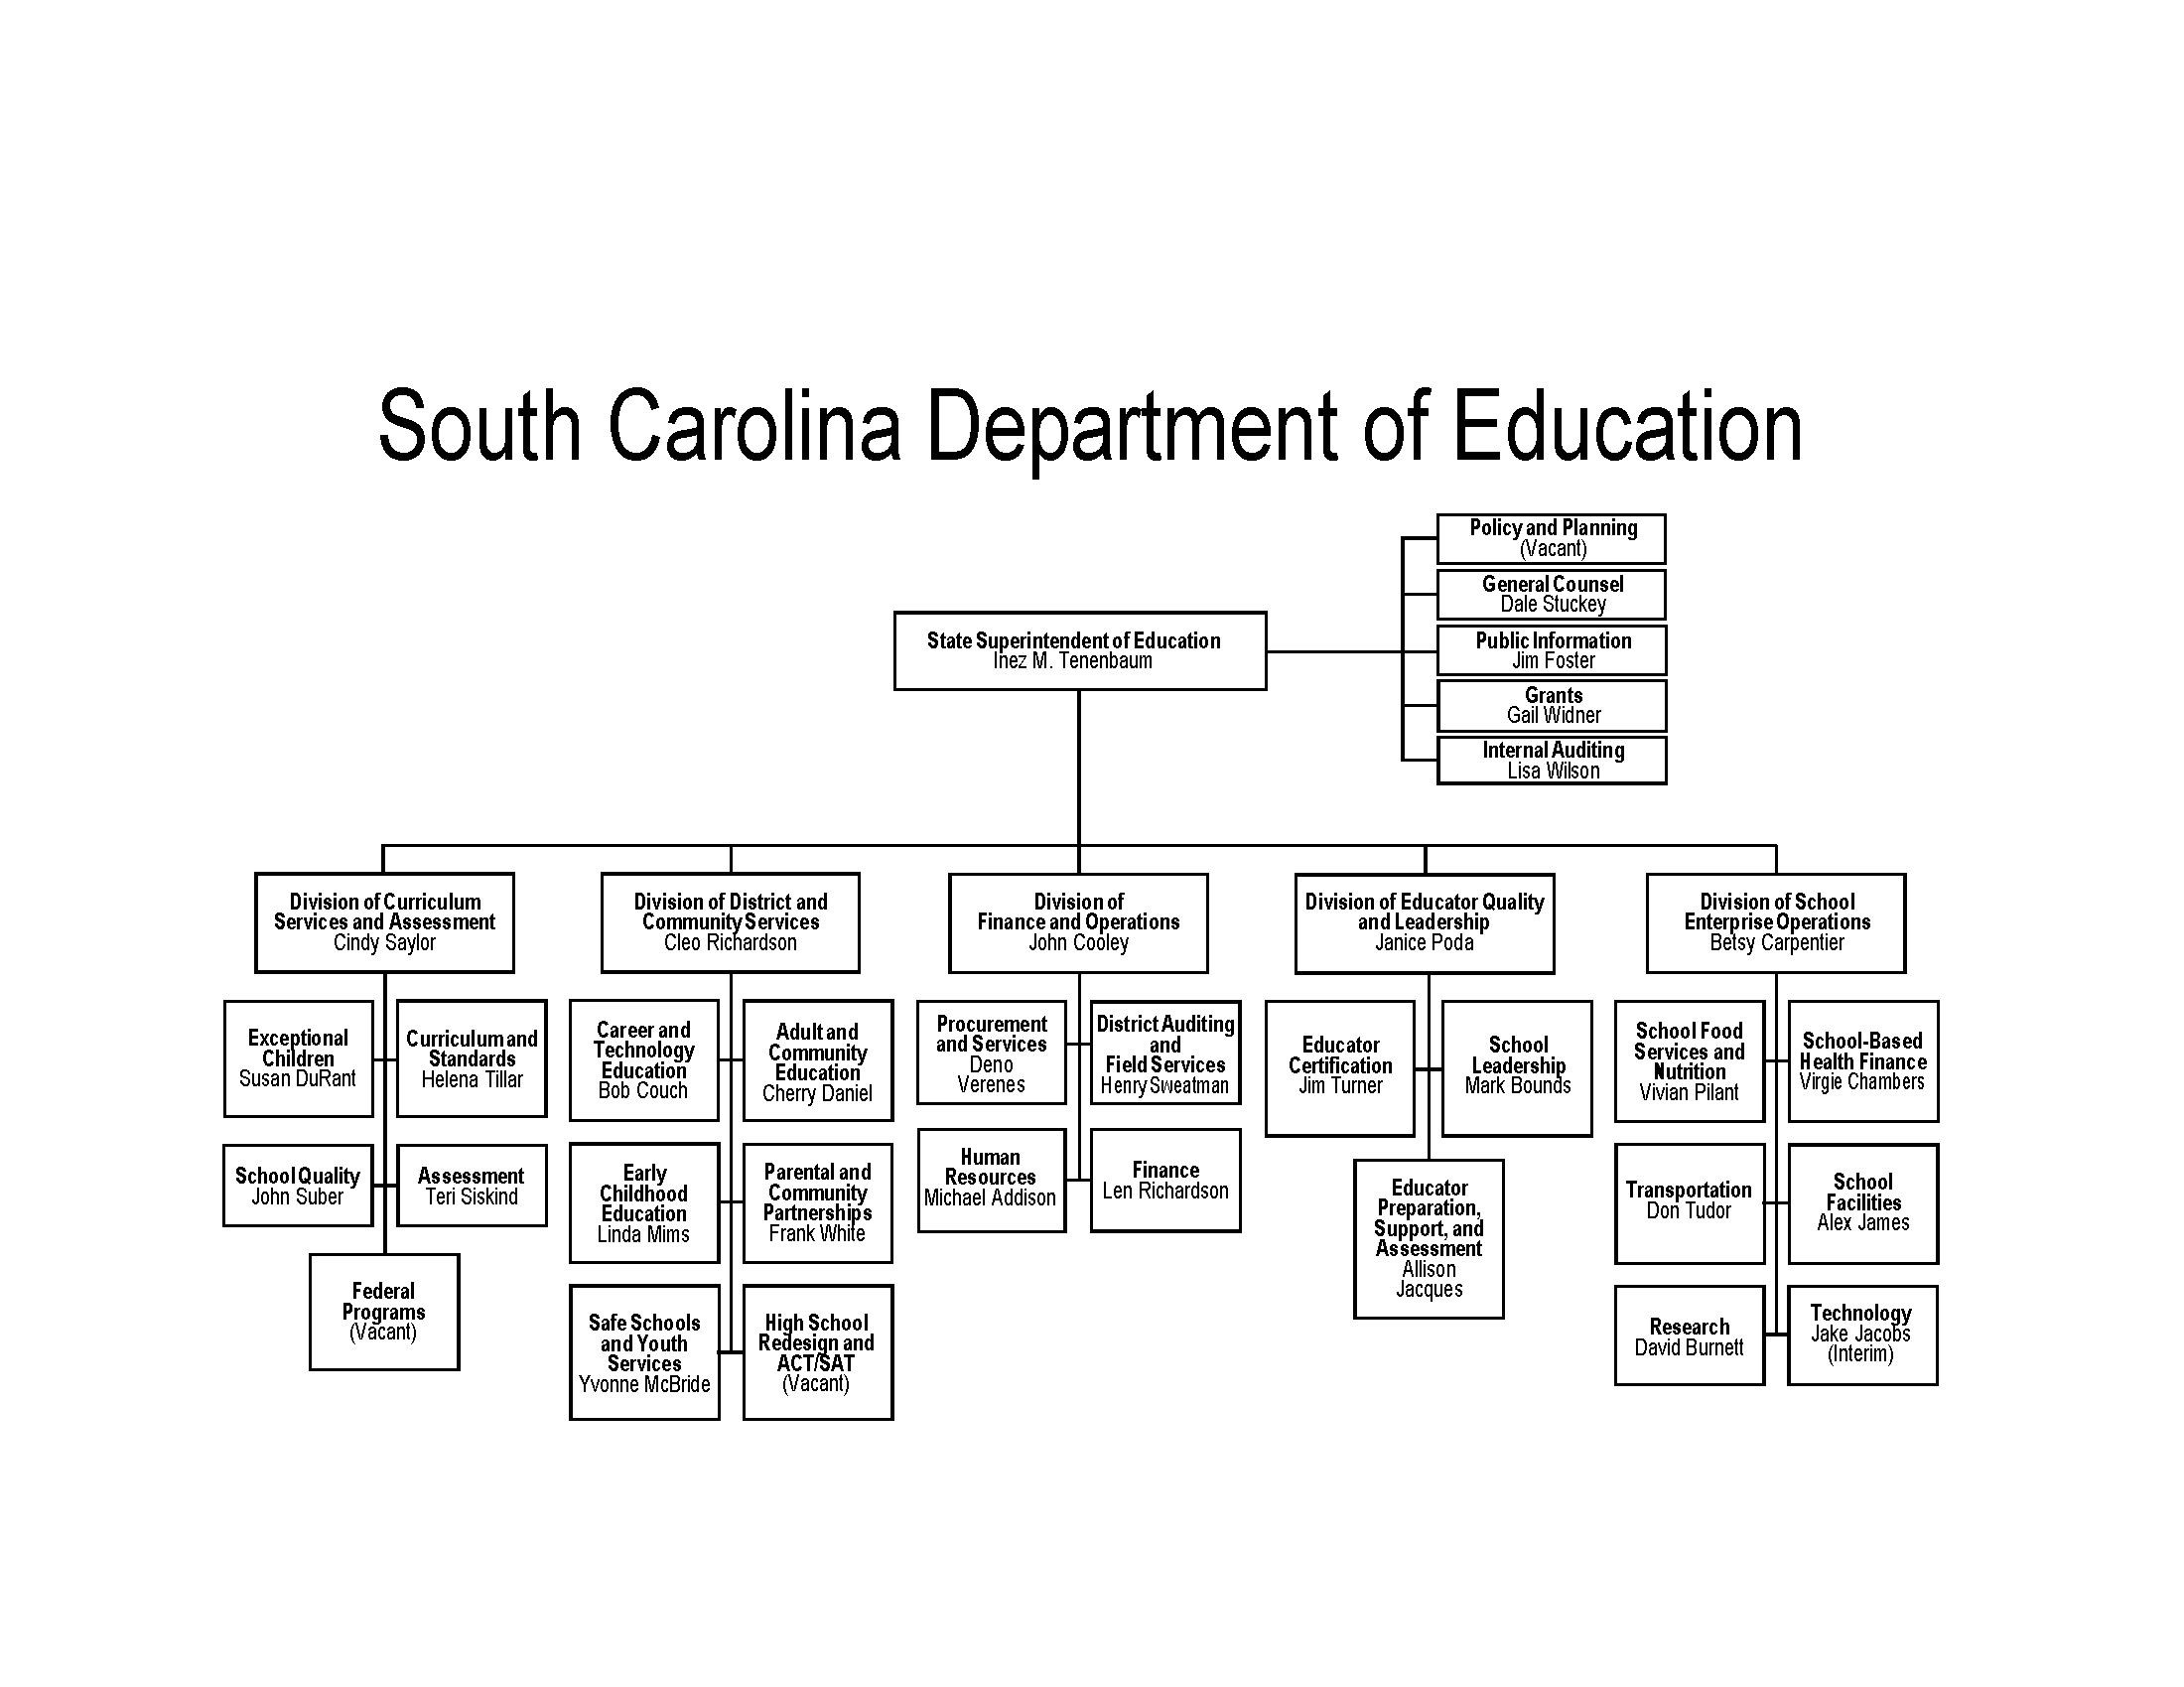 South Carolina Department of Education
Policy and Planning
(Vacant)
General Counsel
Dale Stuckey
Public Information
Jim Foster
Grants
Gail Widner
Internal Auditing
Lisa Wilson
State Superintendent of Education
Inez M. Tenenbaum
Division of Curriculum
Services and Assessment
Cindy Saylor
Division of District and
Community Services
Cleo Richardson
Division of
Finance and Operations
John Cooley
Division of Educator Quality
and Leadership
Janice Poda
Division of School
Enterprise Operations
Betsy Carpentier
Exceptional
Children
Susan DuRant
Curriculum and
Standards
Helena Tillar
School Quality
John Suber
Assessment
Teri Siskind
Federal
Programs
(Vacant)
Career and
Technology
Education
Bob Couch
Adult and
Community
Education
Cherry Daniel
Early
Childhood
Education
Linda Mims
Parental and
Community
Partnerships
Frank White
Safe Schools
and Youth
Services
Yvonne McBride
High School
Redesign and
ACT/SAT
(Vacant)
Procurement
and Services
Deno
Verenes
District Auditing
and
Field Services
Henry Sweatman
Human
Resources
Michael Addison
Finance
Len Richardson
Educator
Certification
Jim Turner
School
Leadership
Mark Bounds
Educator
Preparation,
Support, and
Assessment
Allison
Jacques
School Food
Services and
Nutrition
Vivian Pilant
School-Based
Health Finance
Virgie Chambers
Transportation
Don Tudor
School
Facilities
Alex James
Research
David Burnett
Technology
Jake Jacobs
(Interim)